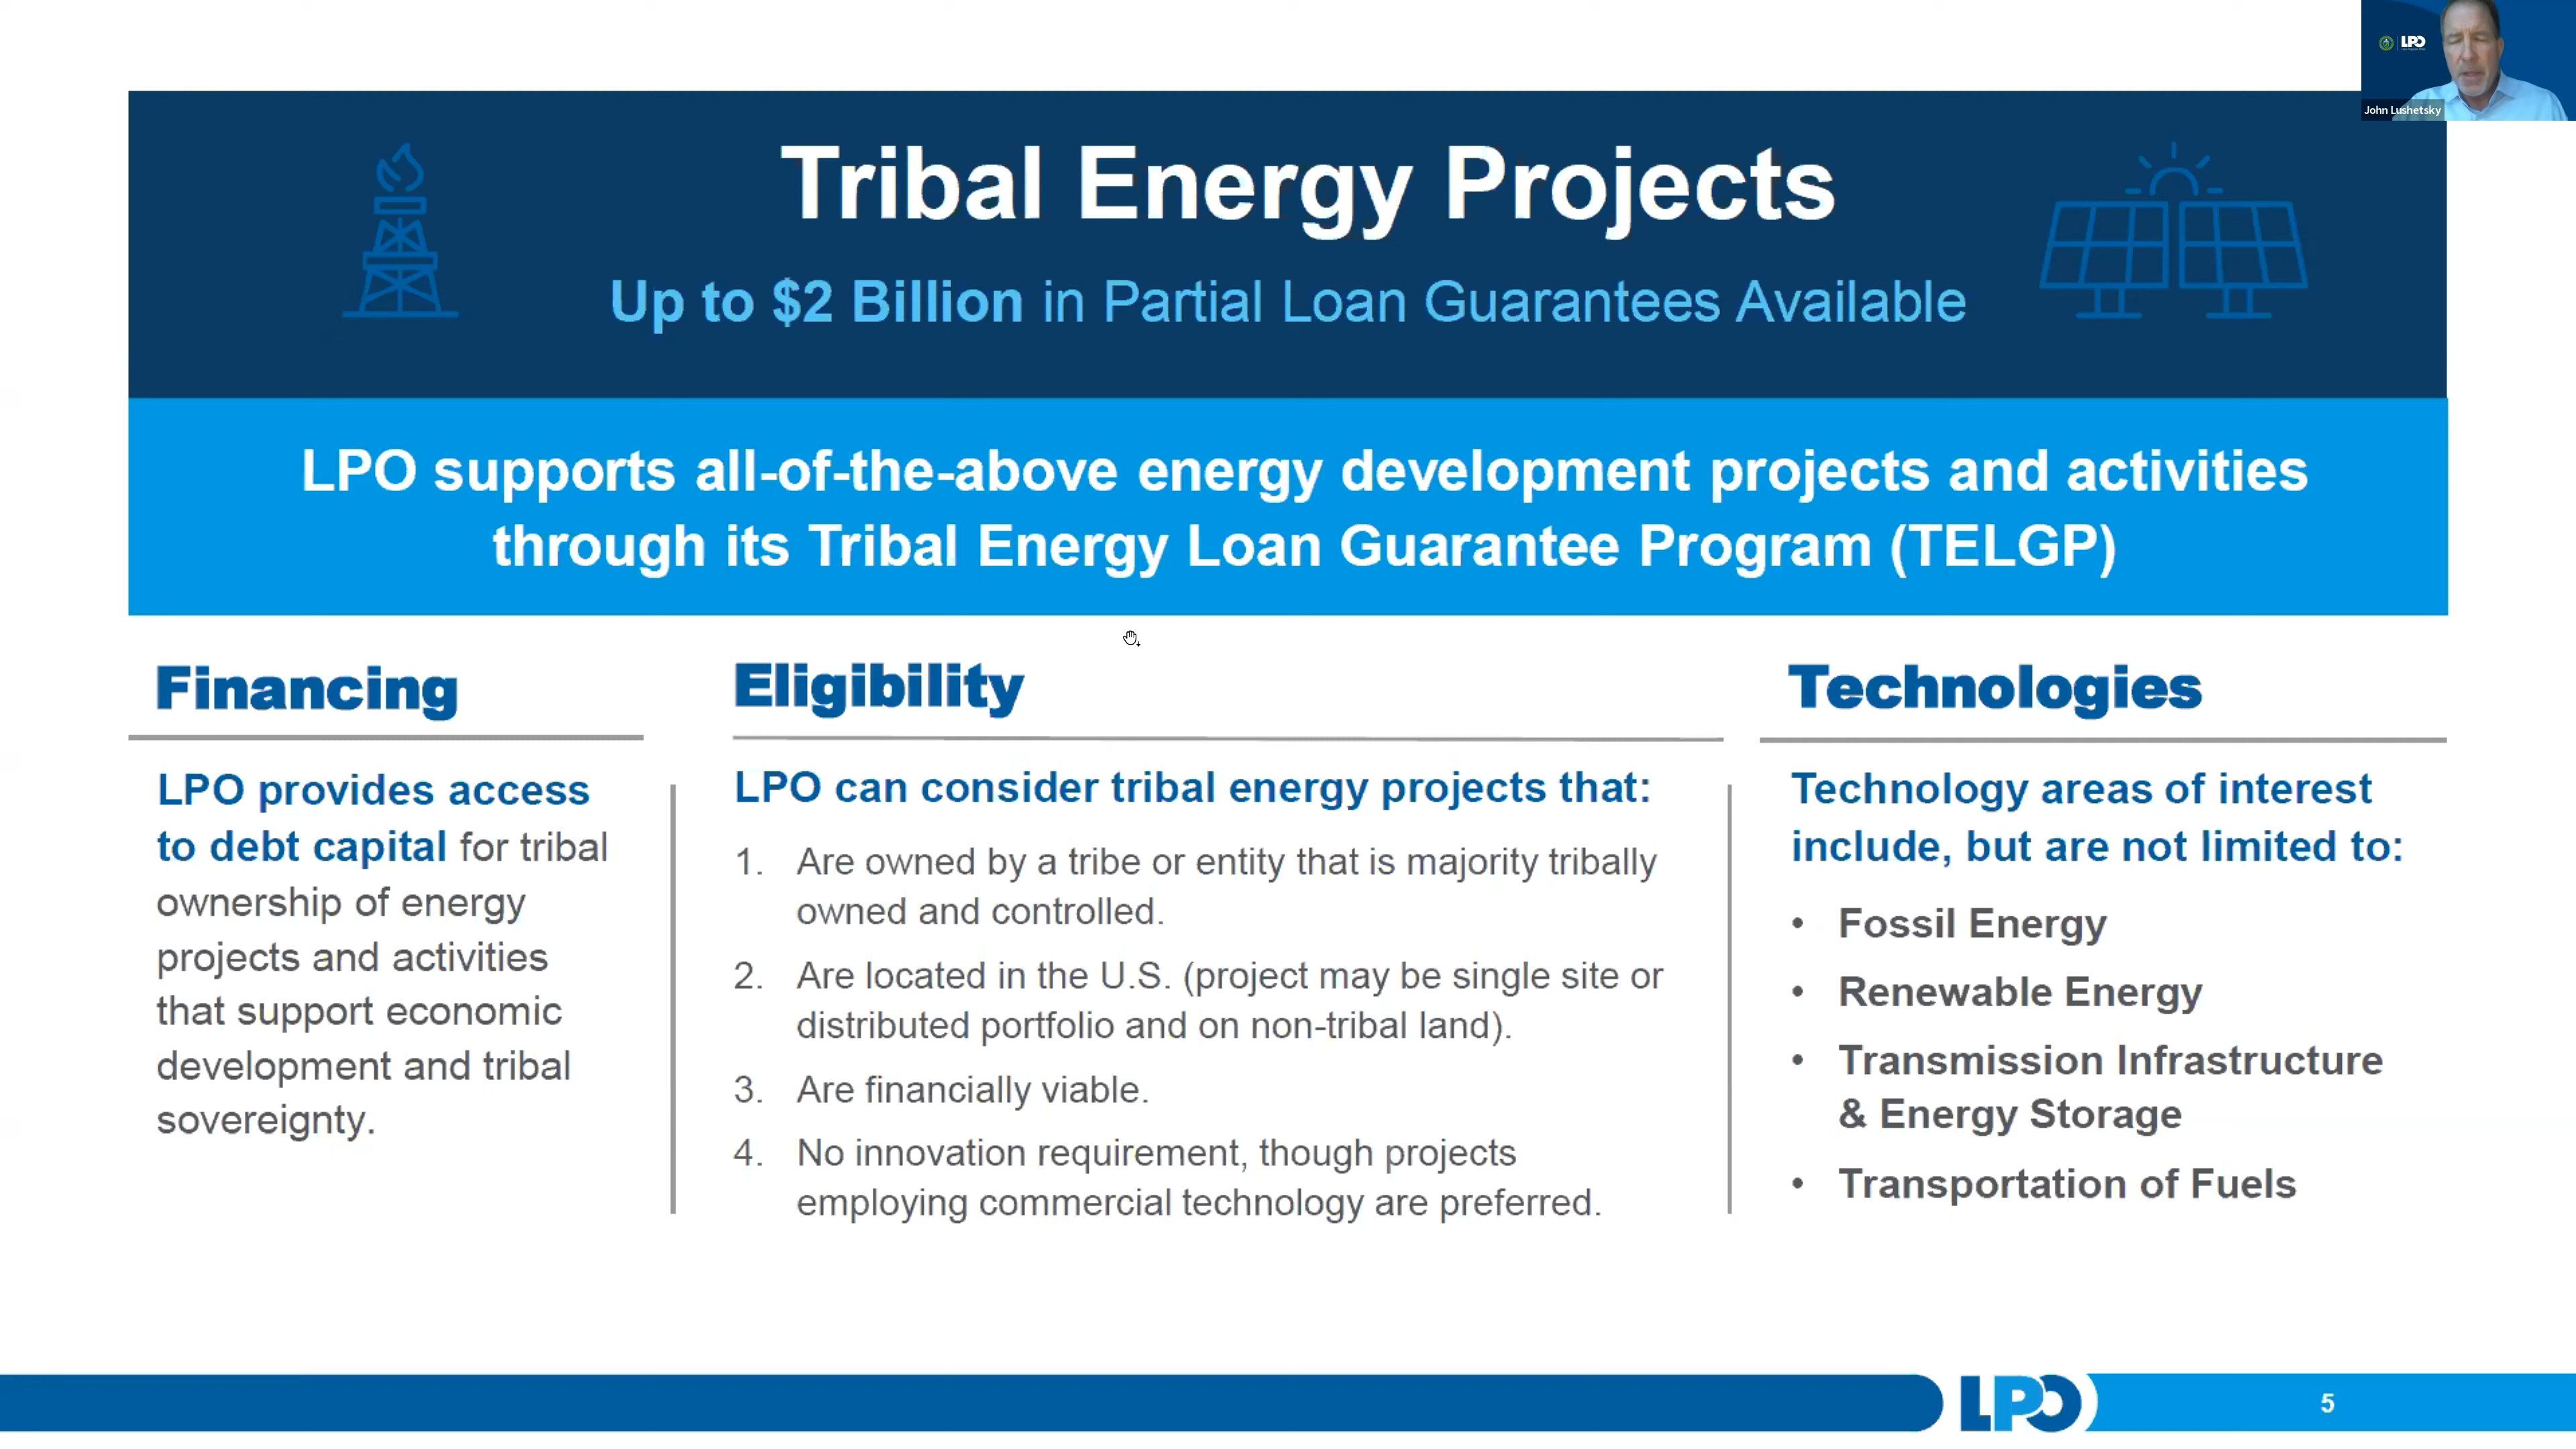 LPO
John Lushetsky
Tribal Energy Projects
Up to $2 Billion in Partial Loan Guarantees Available
LPO supports all-of-the-above energy development projects and activities
through its Tribal Energy Loan Guarantee Program (TELGP)
Financing
LPO provides access
to debt capital for tribal
ownership of energy
projects and activities
that support economic
development and tribal
sovereignty.
Eligibility
LPO can consider tribal energy projects that:
1. Are owned by a tribe or entity that is majority tribally
owned and controlled.
2. Are located in the U.S. (project may be single site or
distributed portfolio and on non-tribal land).
3. Are financially viable.
4. No innovation requirement, though projects
employing commercial technology are preferred.
Technologies
Technology areas of interest
include, but are not limited to:
• Fossil Energy
• Renewable Energy
• Transmission Infrastructure
& Energy Storage
• Transportation of Fuels
LPO
5